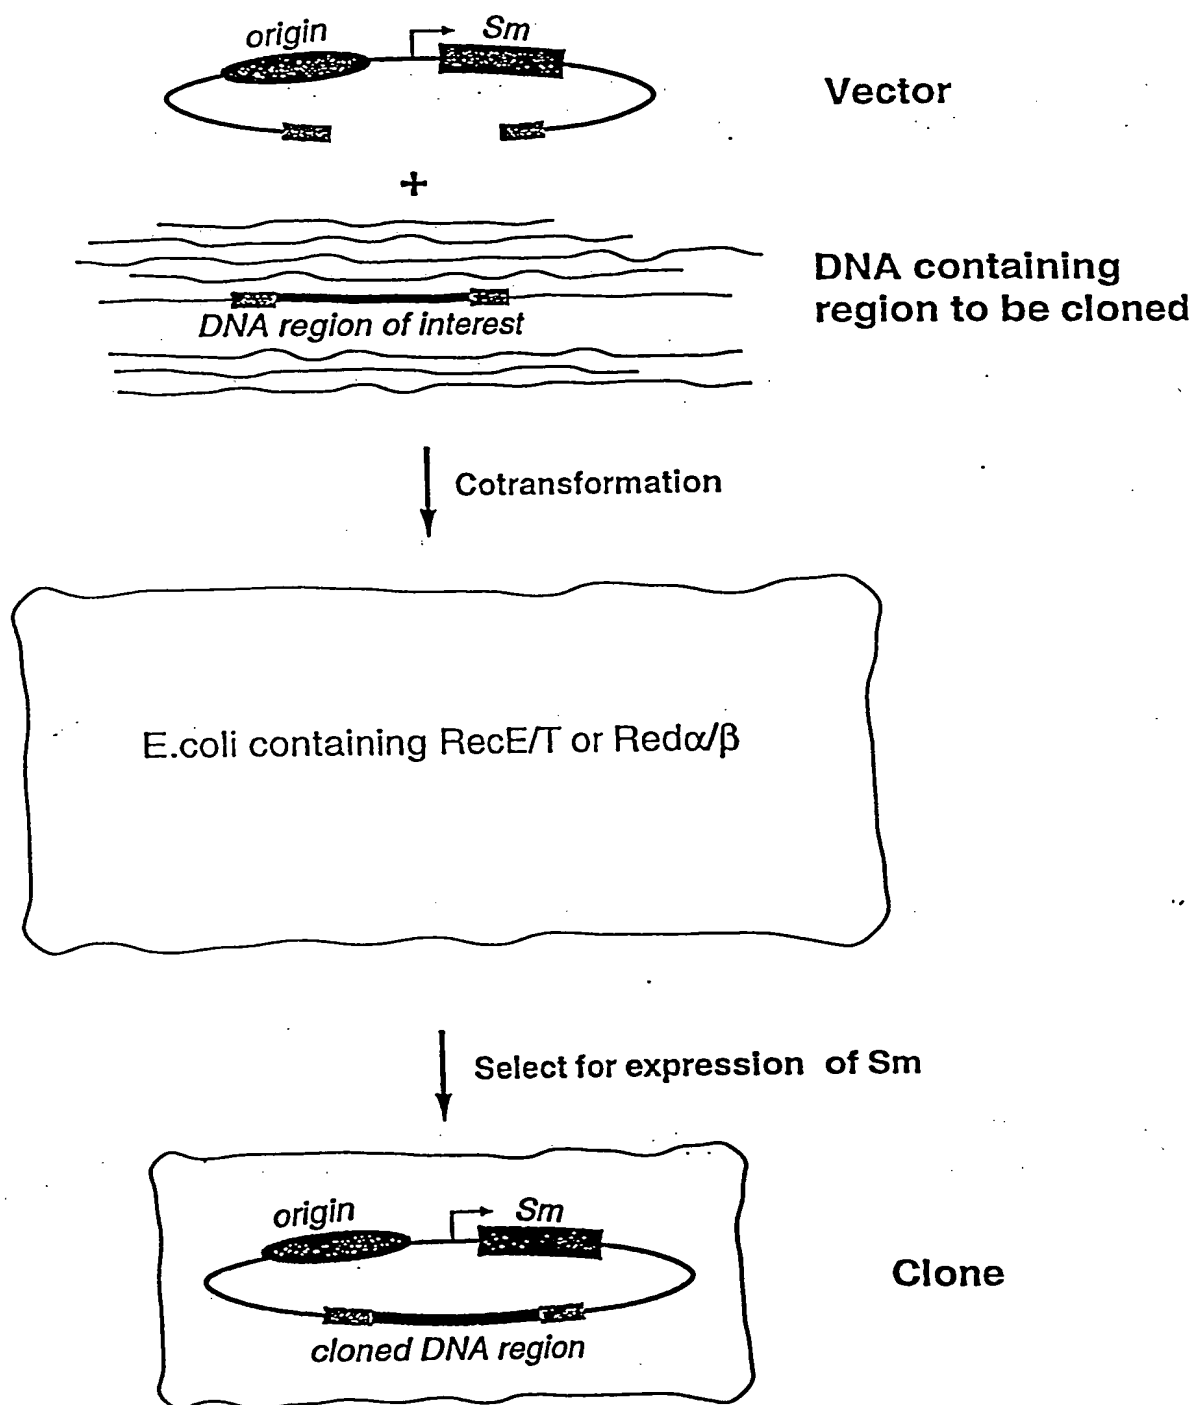 origin
Sm
Vector
+
DNA containing
region to be cloned
DNA region of interest
Cotransformation
E.coli containing RecE/T or Redα/β
Select for expression of Sm
origin
Sm
Clone
cloned DNA region